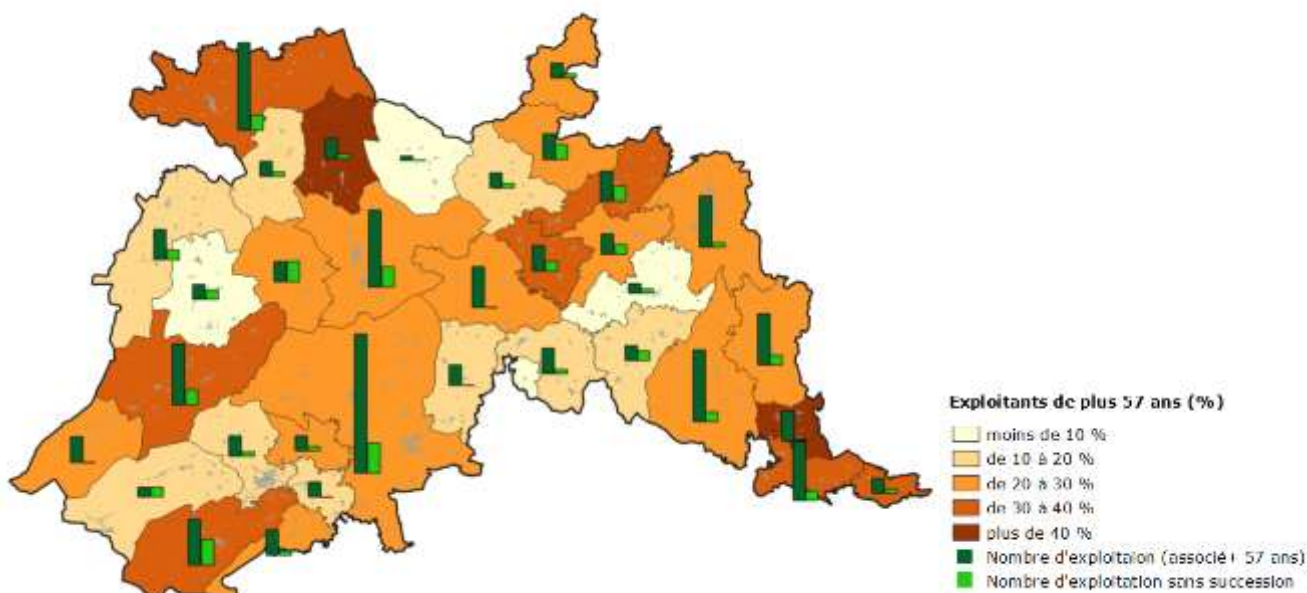 Exploitants de plus 57 ans (%)
moins de 10 %
de 10 à 20 %
de 20 à 30 %
de 30 à 40 %
plus de 40 %
Nombre d'exploitaion (associé+ 57 ans)
Nombre d'exploitation sans succession